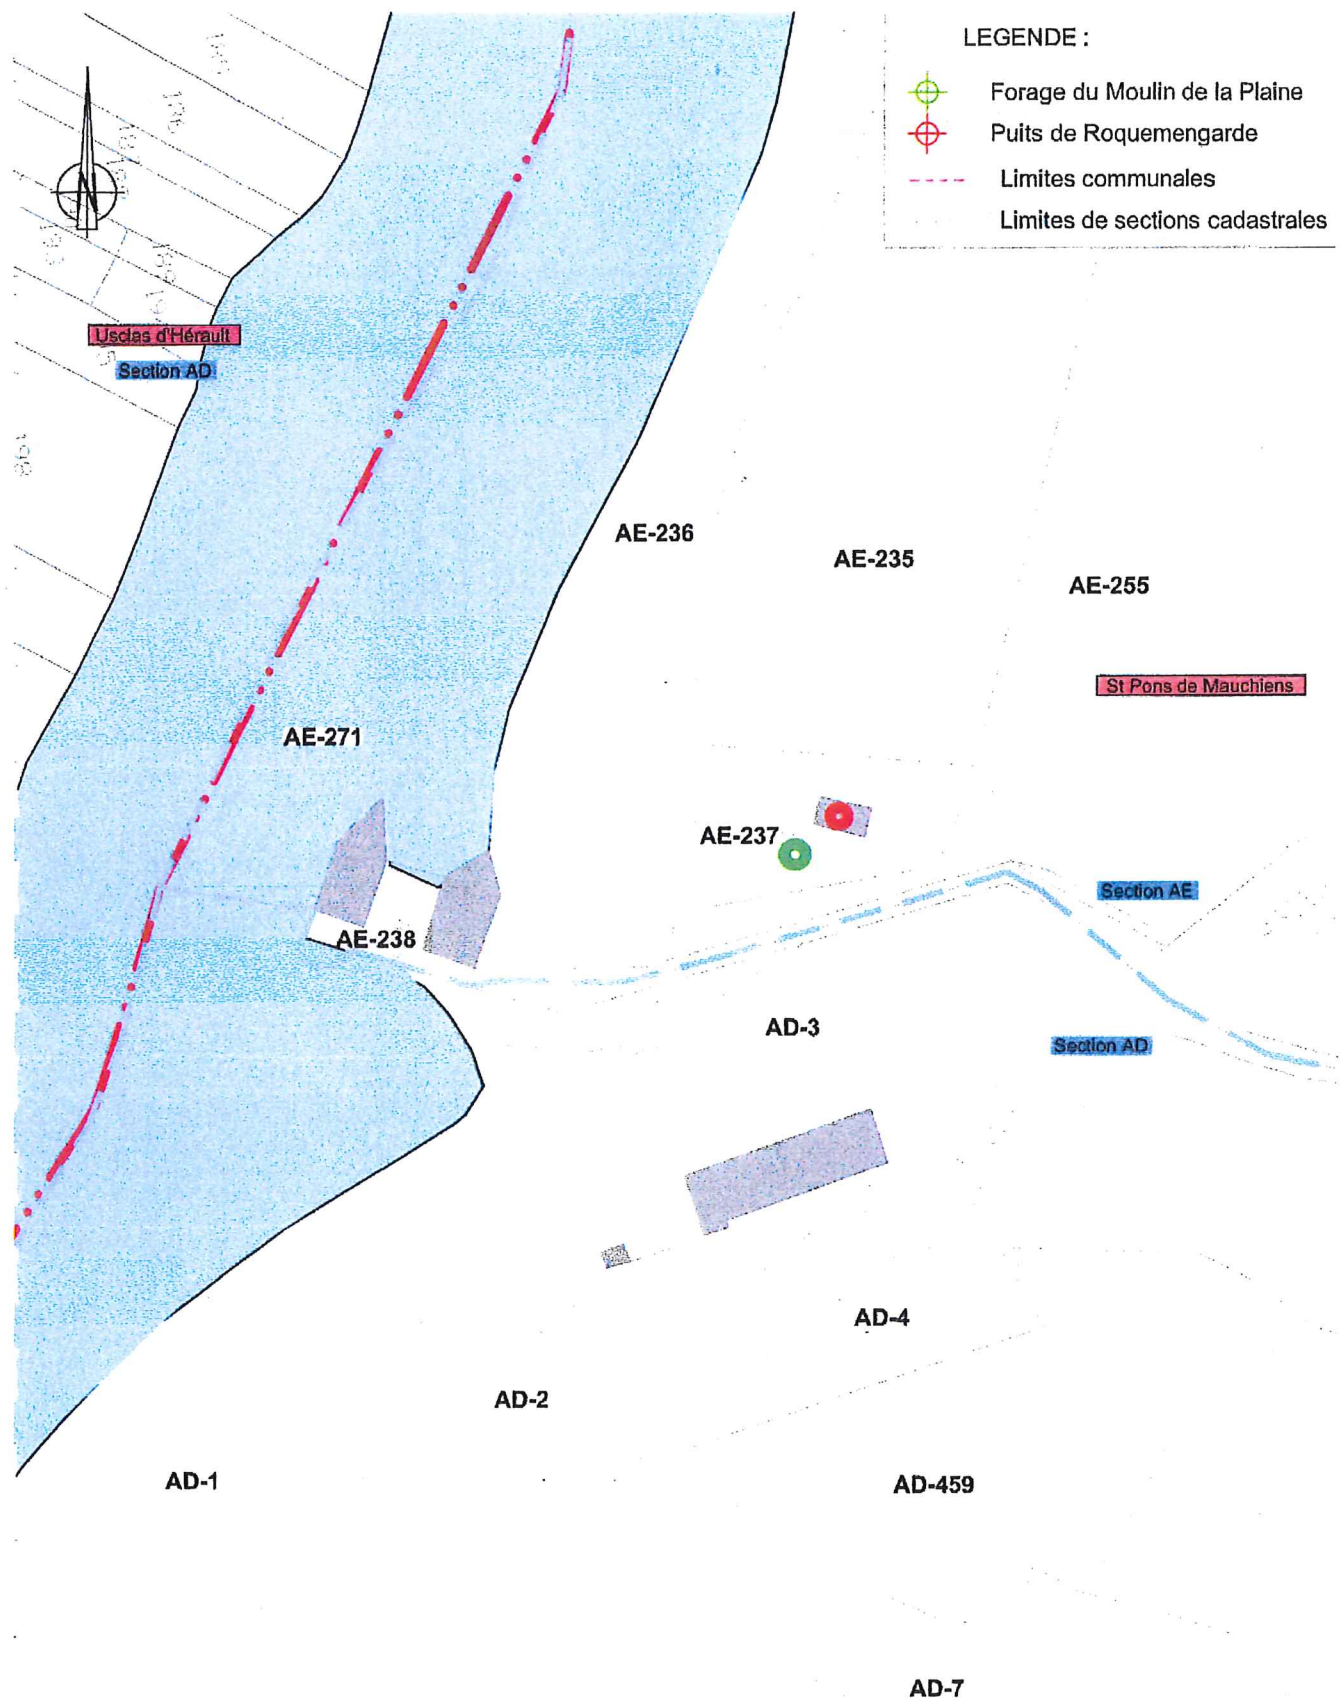 LEGENDE :
Forage du Moulin de la Plaine
Puits de Roquemengarde
Limites communales
Limites de sections cadastrales
N
Usclas d'Hérault
Section AD
198
AE-236
AE-235
AE-255
St Pons de Mauchiens
AE-271
AE-237
Section AE
AE-238
AD-3
Section AD
AD-4
AD-2
AD-1
AD-459
AD-7